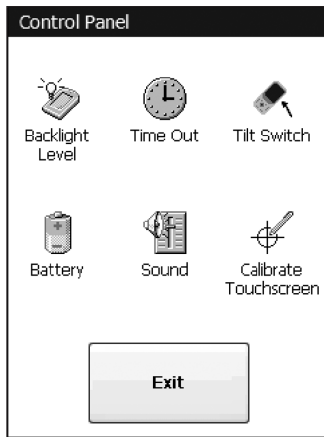 Control Panel
Backlight Level
Time Out
Tilt Switch
Battery
Sound
Calibrate Touchscreen
Exit